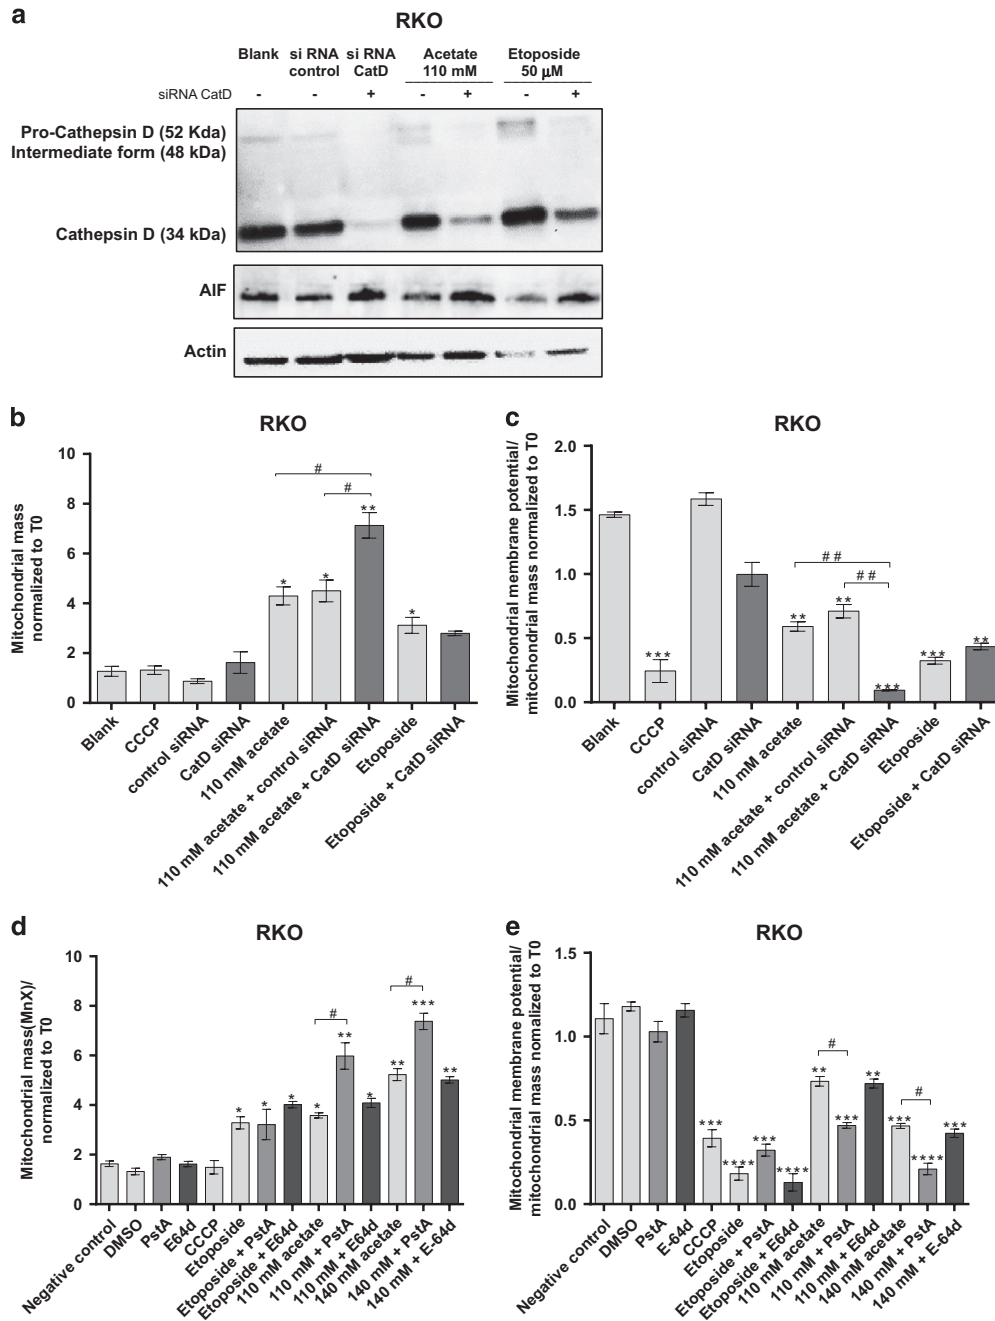 a
RKO
Blank si RNA si RNA Acetate Etoposide
control CatD 110 mM 50 µM
siRNA CatD - - + - + - +
Pro-Cathepsin D (52 Kda)
Intermediate form (48 kDa)
Cathepsin D (34 kDa)
AIF
Actin
b
RKO
Mitochondrial mass
normalized to T0
10
8
6
4
2
0
#
#
* * ** *
Blank
CCCP
control siRNA
CatD siRNA
110 mM acetate
110 mM acetate + control siRNA
110 mM acetate + CatD siRNA
Etoposide
Etoposide + CatD siRNA
c
RKO
Mitochondrial membrane potential/
mitochondrial mass normalized to T0
2.0
1.5
1.0
0.5
0.0
# #
# #
*** ** ** *** *** **
Blank
CCCP
control siRNA
CatD siRNA
110 mM acetate
110 mM acetate + control siRNA
110 mM acetate + CatD siRNA
Etoposide
Etoposide + CatD siRNA
d
RKO
Mitochondrial mass(MnX)/
normalized to T0
10
8
6
4
2
0
#
#
* * * * ** * ** *** **
Negative control
DMSO
PstA
E64d
CCCP
Etoposide
Etoposide + PstA
Etoposide + E64d
110 mM acetate
110 mM + PstA
110 mM + E64d
140 mM acetate
140 mM + PstA
140 mM + E-64d
e
RKO
Mitochondrial membrane potential/
mitochondrial mass nomalized to T0
1.5
1.0
0.5
0.0
#
#
*** **** *** **** ** *** ** *** **** ***
Negative control
DMSO
PstA
E-64d
CCCP
Etoposide
Etoposide + PstA
Etoposide + E64d
110 mM acetate
110 mM + PstA
110 mM + E64d
140 mM acetate
140 mM + PstA
140 mM + E-64d